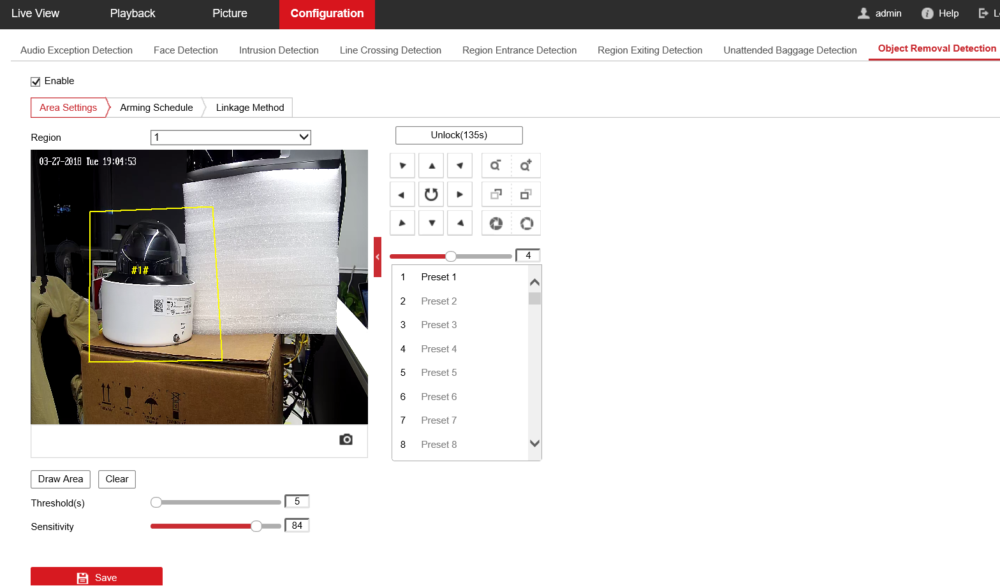 Live View Playback Picture Configuration admin Help
Audio Exception Detection Face Detection Intrusion Detection Line Crossing Detection Region Entrance Detection Region Exiting Detection Unattended Baggage Detection Object Removal Detection
Enable
Area Settings Arming Schedule Linkage Method
Region 1 Unlock(135s)
03-27-2018 Tue 19:04:53
#1#
4
1 Preset 1
2 Preset 2
3 Preset 3
4 Preset 4
5 Preset 5
6 Preset 6
7 Preset 7
8 Preset 8
Draw Area Clear
Threshold(s) 5
Sensitivity 84
Save